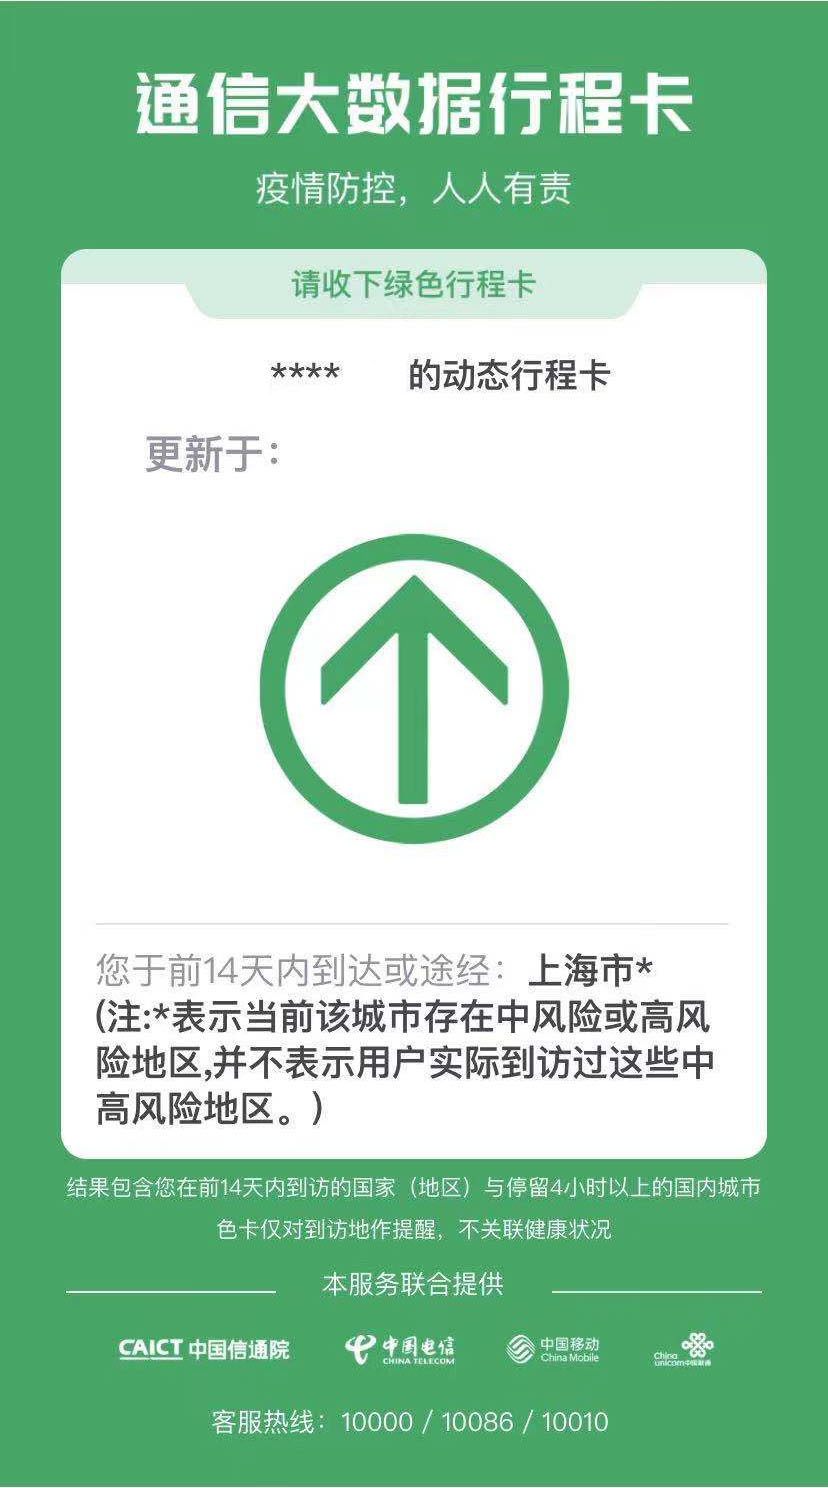 通信大数据行程卡
疫情防控，人人有责
请收下绿色行程卡
**** 的动态行程卡
更新于：
您于前14天内到达或途经：上海市*
(注:*表示当前该城市存在中风险或高风
险地区,并不表示用户实际到访过这些中
高风险地区。)
结果包含您在前14天内到访的国家（地区）与停留4小时以上的国内城市
色卡仅对到访地作提醒，不关联健康状况
本服务联合提供
CAICT 中国信通院
中国电信
CHINA TELECOM
中国移动
China Mobile
China
unicom中国联通
客服热线：10000 / 10086 / 10010